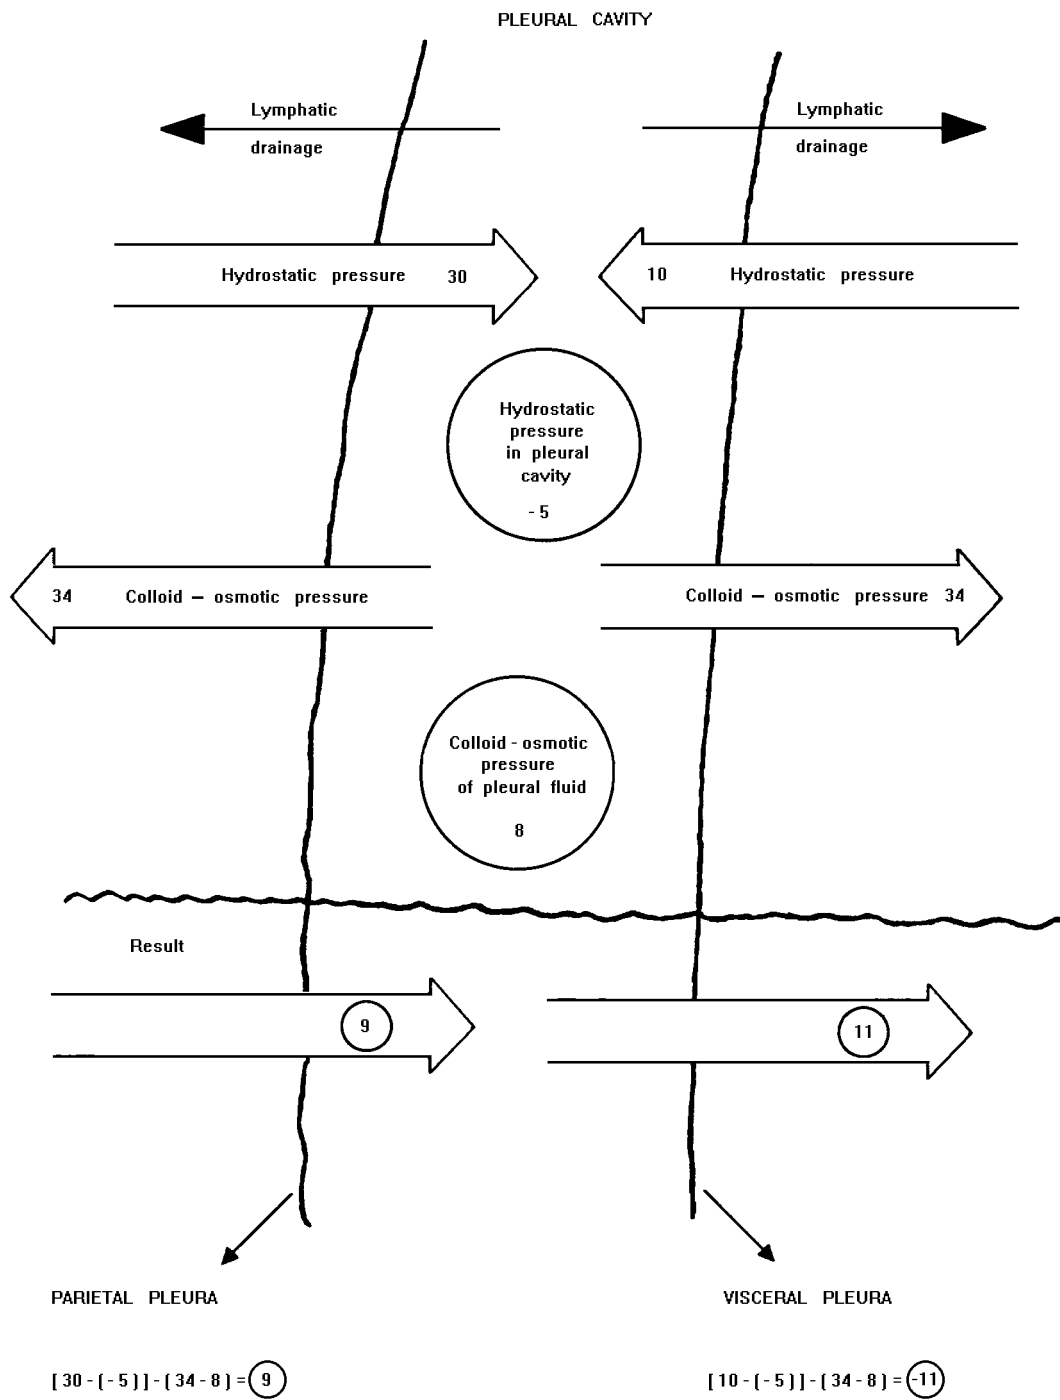 PLEURAL CAVITY
Lymphatic
drainage
Lymphatic
drainage
Hydrostatic pressure 30
10 Hydrostatic pressure
Hydrostatic
pressure
in pleural
cavity
- 5
34 Colloid – osmotic pressure
Colloid – osmotic pressure 34
Colloid - osmotic
pressure
of pleural fluid
8
Result
9
11
PARIETAL PLEURA
VISCERAL PLEURA
[ 30 - ( - 5 ) ] - ( 34 - 8 ) = 9
[ 10 - ( - 5 ) ] - ( 34 - 8 ) = -11